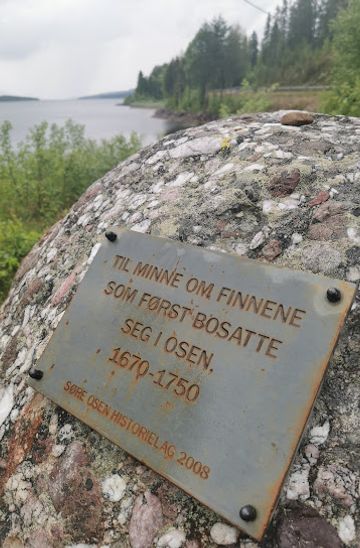 TIL MINNE OM FINNENE
SOM FØRST BOSATTE
SEG I OSEN.
1670-1750
SØRE OSEN HISTORIELAG 2008